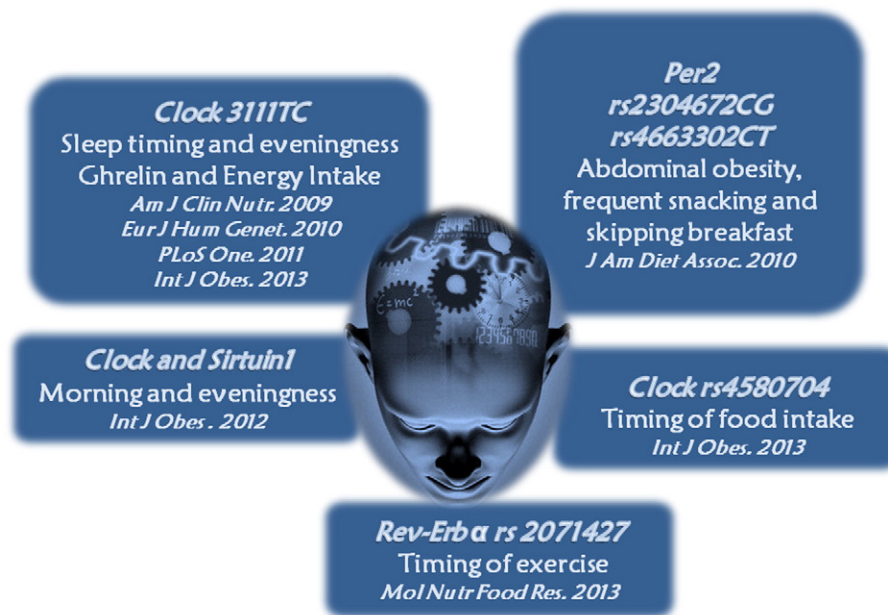 Clock 3111TC
Sleep timing and eveningness
Ghrelin and Energy Intake
Am J Clin Nutr. 2009
Eur J Hum Genet. 2010
PLoS One. 2011
Int J Obes. 2013
Per2
rs2304672CG
rs4663302CT
Abdominal obesity,
frequent snacking and
skipping breakfast
J Am Diet Assoc. 2010
E=mc²
1234567890
Clock and Sirtuin1
Morning and eveningness
Int J Obes . 2012
Clock rs4580704
Timing of food intake
Int J Obes. 2013
Rev-Erb α rs 2071427
Timing of exercise
Mol Nutr Food Res. 2013